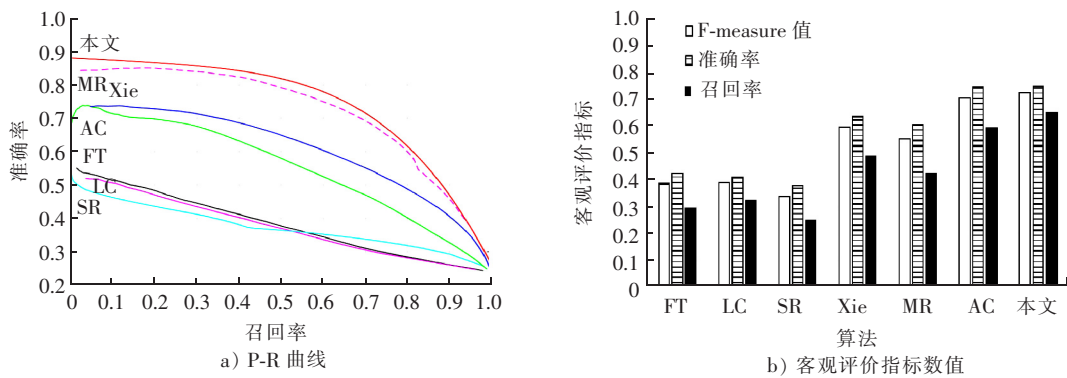 1.0
0.9
0.8
0.7
0.6
0.5
0.4
0.3
0.2
准确率
本文
MR Xie
AC
FT
LC
SR
0 0.1 0.2 0.3 0.4 0.5 0.6 0.7 0.8 0.9 1.0
召回率
a) P-R 曲线
1.0
0.9
0.8
0.7
0.6
0.5
0.4
0.3
0.2
0.1
0
客观评价指标
F-measure 值
准确率
召回率
FT LC SR Xie MR AC 本文
算法
b) 客观评价指标数值